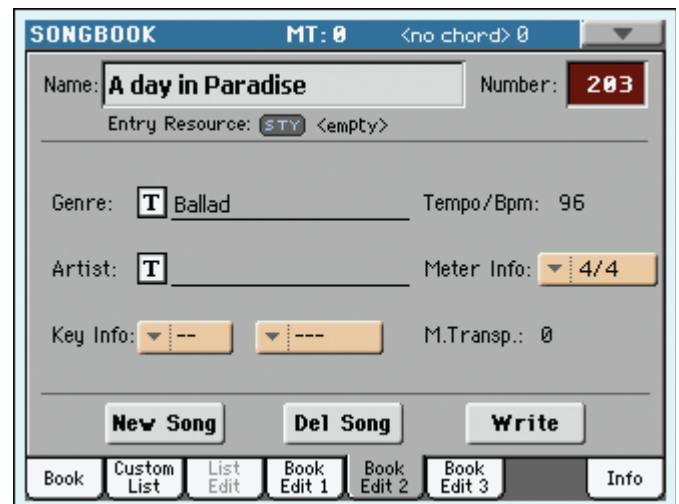 SONGBOOK MT: 0 <no chord> 0
Name: A day in Paradise Number: 203
Entry Resource: STY <empty>
Genre: T Ballad Tempo/Bpm: 96
Artist: T Meter Info: 4/4
Key Info: -- --- M.Transp.: 0
New Song Del Song Write
Book Custom List List Edit Book Edit 1 Book Edit 2 Book Edit 3 Info